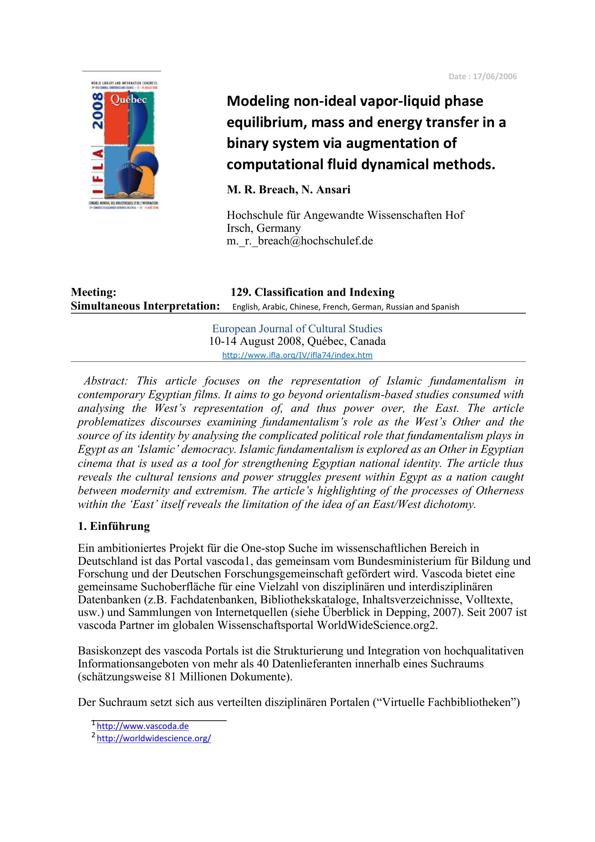 Date : 17/06/2006
WORLD LIBRARY AND INFORMATION CONGRESS:
IFLA 2008
Québec
Modeling non-ideal vapor-liquid phase
equilibrium, mass and energy transfer in a
binary system via augmentation of
computational fluid dynamical methods.
M. R. Breach, N. Ansari
Hochschule für Angewandte Wissenschaften Hof
Irsch, Germany
m._r._breach@hochschulef.de
Meeting: 129. Classification and Indexing
Simultaneous Interpretation: English, Arabic, Chinese, French, German, Russian and Spanish
European Journal of Cultural Studies
10-14 August 2008, Québec, Canada
http://www.ifla.org/IV/ifla74/index.htm
Abstract: This article focuses on the representation of Islamic fundamentalism in
contemporary Egyptian films. It aims to go beyond orientalism-based studies consumed with
analysing the West’s representation of, and thus power over, the East. The article
problematizes discourses examining fundamentalism’s role as the West’s Other and the
source of its identity by analysing the complicated political role that fundamentalism plays in
Egypt as an ‘Islamic’ democracy. Islamic fundamentalism is explored as an Other in Egyptian
cinema that is used as a tool for strengthening Egyptian national identity. The article thus
reveals the cultural tensions and power struggles present within Egypt as a nation caught
between modernity and extremism. The article’s highlighting of the processes of Otherness
within the ‘East’ itself reveals the limitation of the idea of an East/West dichotomy.
1. Einführung
Ein ambitioniertes Projekt für die One-stop Suche im wissenschaftlichen Bereich in
Deutschland ist das Portal vascoda1, das gemeinsam vom Bundesministerium für Bildung und
Forschung und der Deutschen Forschungsgemeinschaft gefördert wird. Vascoda bietet eine
gemeinsame Suchoberfläche für eine Vielzahl von disziplinären und interdisziplinären
Datenbanken (z.B. Fachdatenbanken, Bibliothekskataloge, Inhaltsverzeichnisse, Volltexte,
usw.) und Sammlungen von Internetquellen (siehe Überblick in Depping, 2007). Seit 2007 ist
vascoda Partner im globalen Wissenschaftsportal WorldWideScience.org2.
Basiskonzept des vascoda Portals ist die Strukturierung und Integration von hochqualitativen
Informationsangeboten von mehr als 40 Datenlieferanten innerhalb eines Suchraums
(schätzungsweise 81 Millionen Dokumente).
Der Suchraum setzt sich aus verteilten disziplinären Portalen (“Virtuelle Fachbibliotheken”)
1 http://www.vascoda.de
2 http://worldwidescience.org/